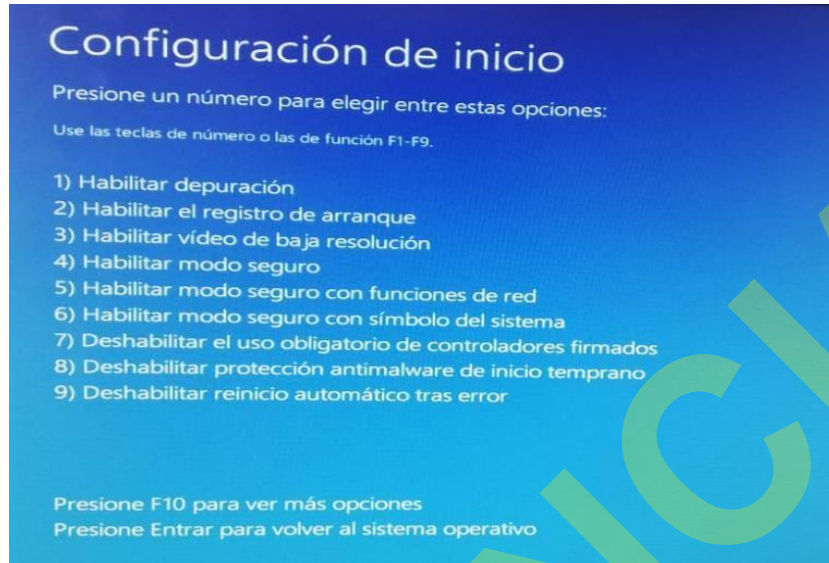 Configuración de inicio
Presione un número para elegir entre estas opciones:
Use las teclas de número o las de función F1-F9.
1) Habilitar depuración
2) Habilitar el registro de arranque
3) Habilitar vídeo de baja resolución
4) Habilitar modo seguro
5) Habilitar modo seguro con funciones de red
6) Habilitar modo seguro con símbolo del sistema
7) Deshabilitar el uso obligatorio de controladores firmados
8) Deshabilitar protección antimalware de inicio temprano
9) Deshabilitar reinicio automático tras error
Presione F10 para ver más opciones
Presione Entrar para volver al sistema operativo